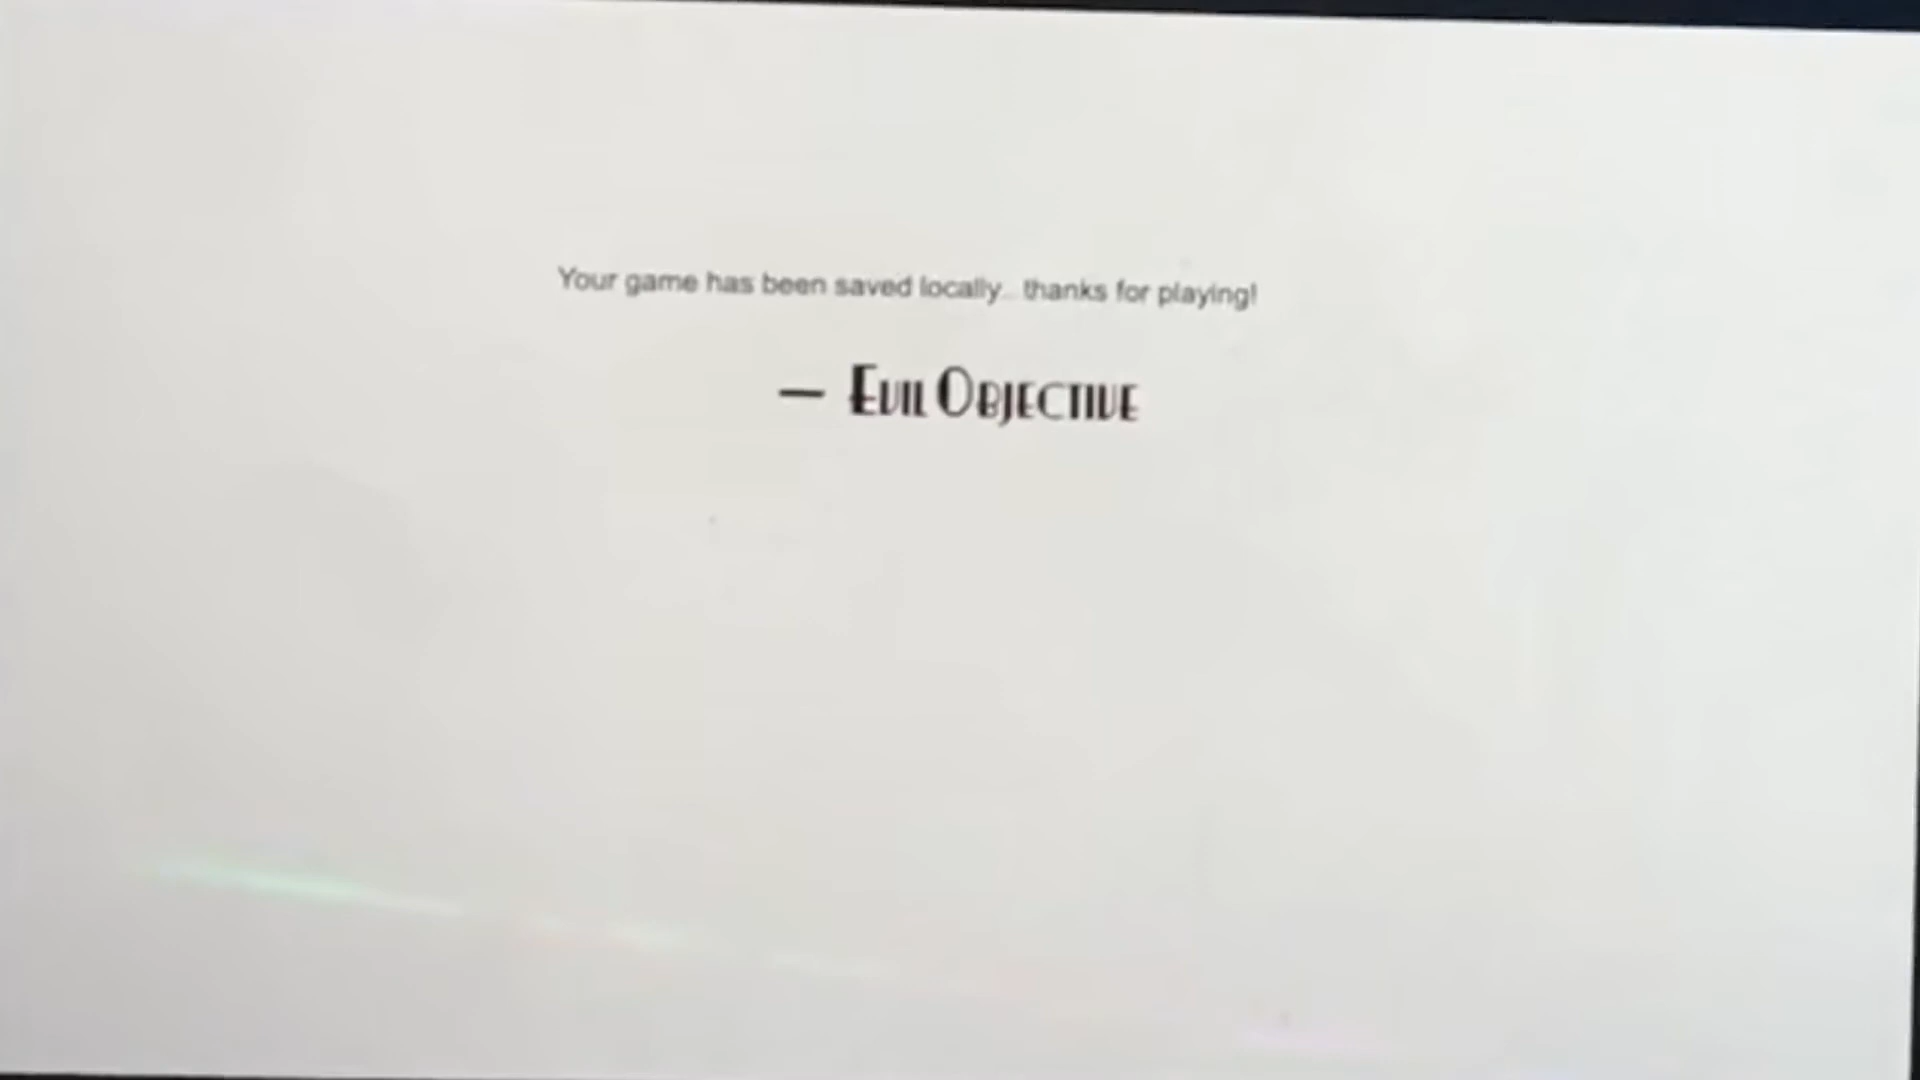 Your game has been saved locally.. thanks for playing!
— Evil Objective